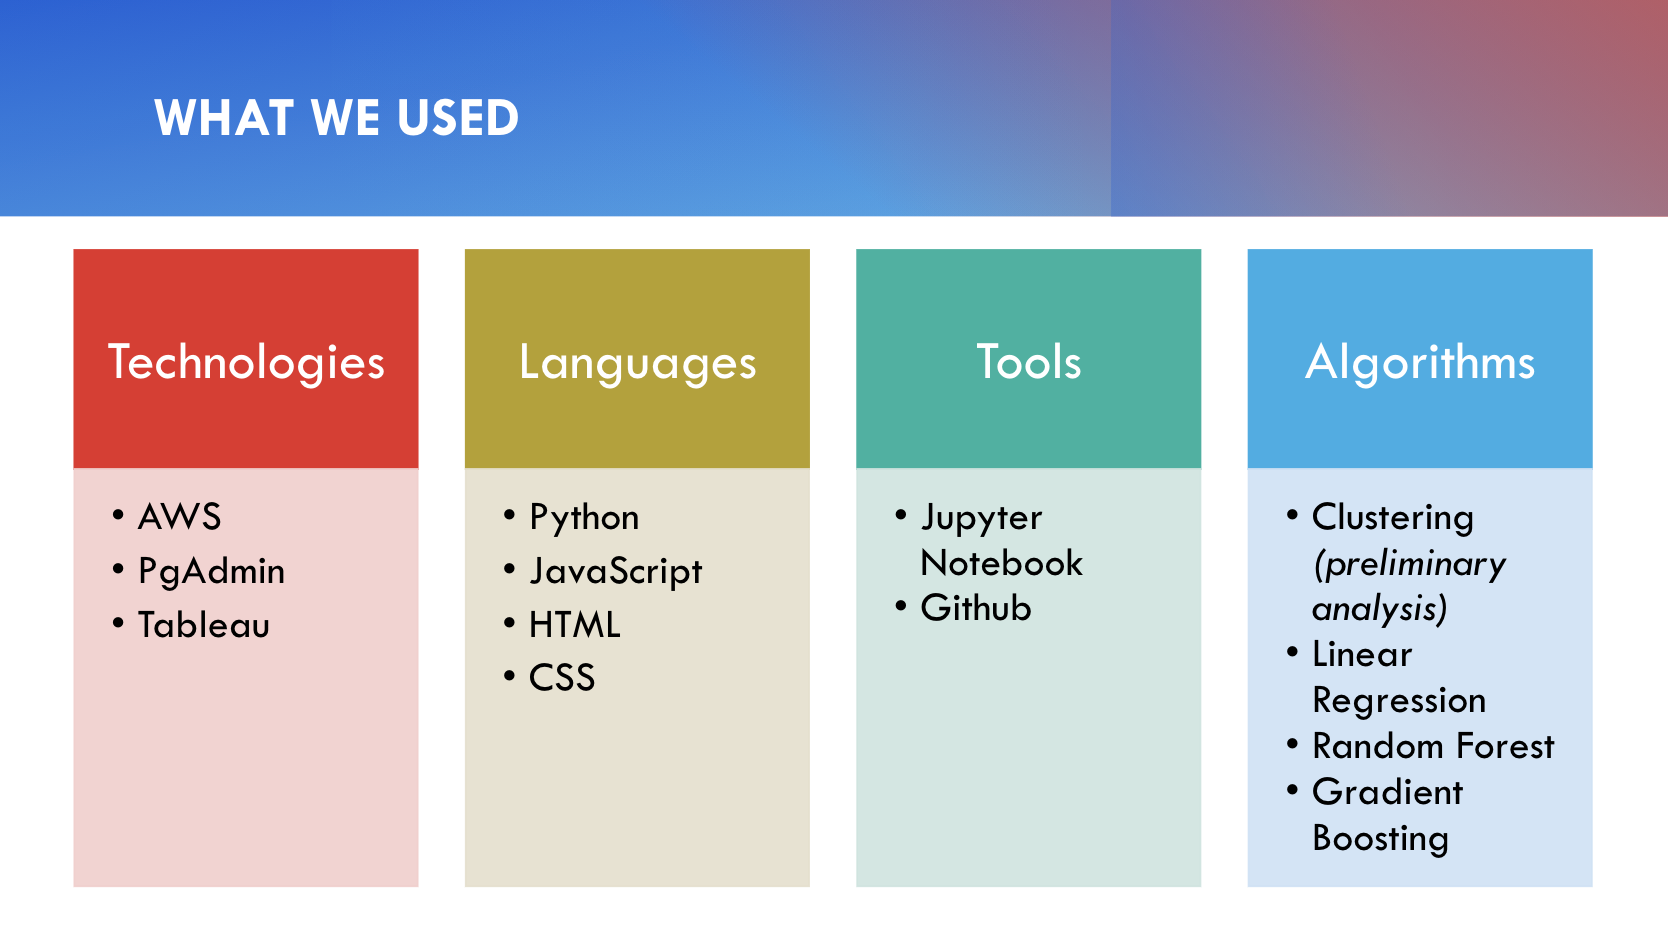 WHAT WE USED
Technologies
• AWS
• PgAdmin
• Tableau
Languages
• Python
• JavaScript
• HTML
• CSS
Tools
• Jupyter
Notebook
• Github
Algorithms
• Clustering
(preliminary
analysis)
• Linear
Regression
• Random Forest
• Gradient
Boosting